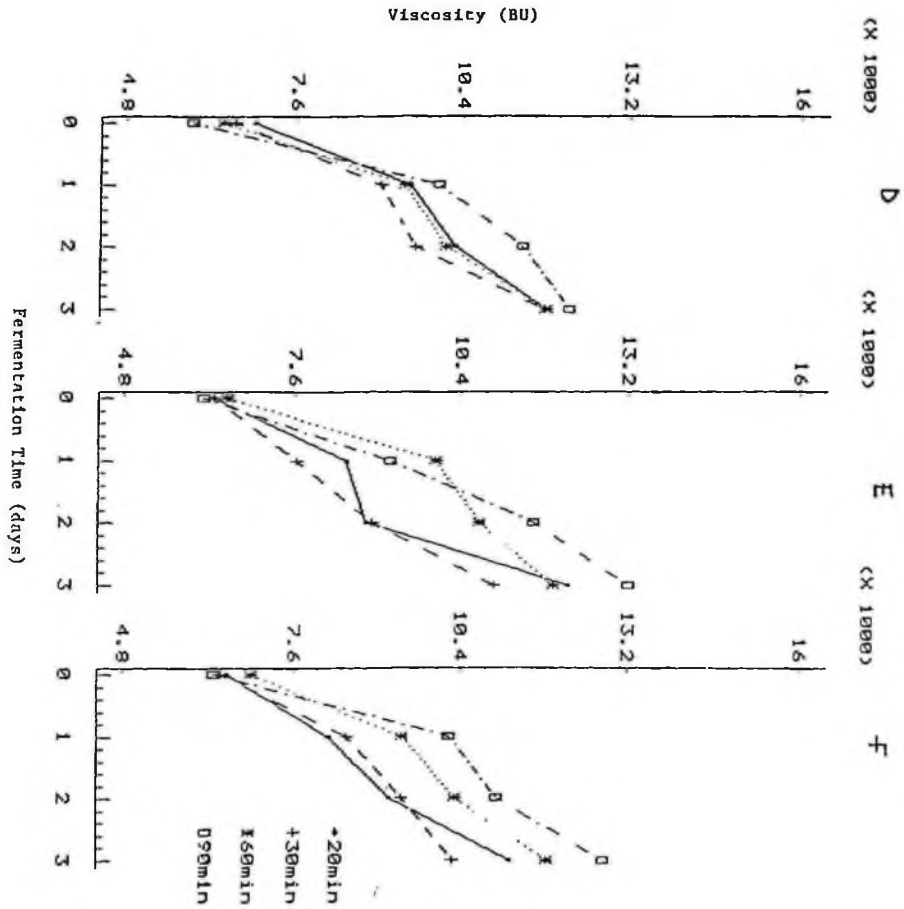 Viscosity (BU)
(X 1000)
4.8
7.6
10.4
13.2
16
0
1
2
3
D
(X 1000)
4.8
7.6
10.4
13.2
16
0
1
2
3
E
(X 1000)
4.8
7.6
10.4
13.2
16
0
1
2
3
F
Fermentation Time (days)
20min
+30min
60min
90min